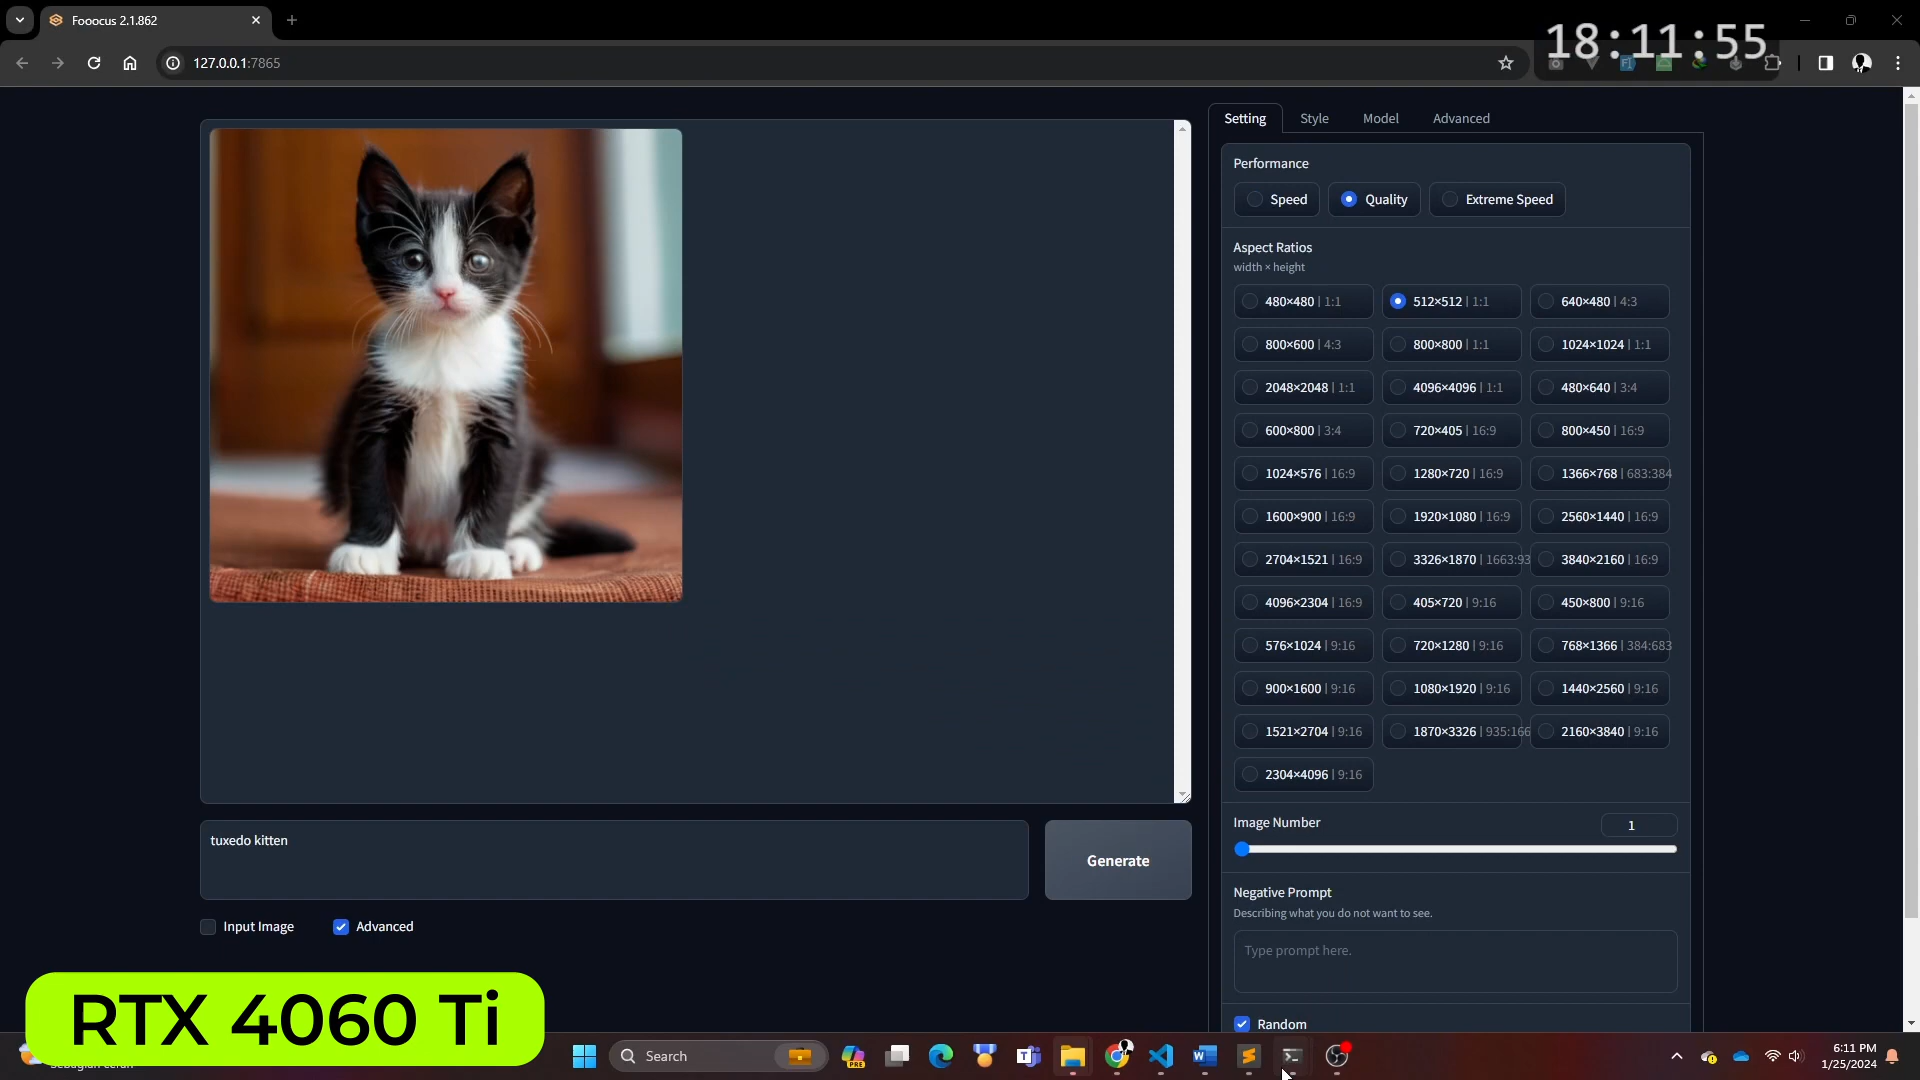 Fooocus 2.1.862
18:11:55
127.0.0.1:7865
Setting
Style
Model
Advanced
Performance
Speed
Quality
Extreme Speed
Aspect Ratios
width × height
480×480 | 1:1
512×512 | 1:1
640×480 | 4:3
800×600 | 4:3
800×800 | 1:1
1024×1024 | 1:1
2048×2048 | 1:1
4096×4096 | 1:1
480×640 | 3:4
600×800 | 3:4
720×405 | 16:9
800×450 | 16:9
1024×576 | 16:9
1280×720 | 16:9
1366×768 | 683:384
1600×900 | 16:9
1920×1080 | 16:9
2560×1440 | 16:9
2704×1521 | 16:9
3326×1870 | 1663:93
3840×2160 | 16:9
4096×2304 | 16:9
405×720 | 9:16
450×800 | 9:16
576×1024 | 9:16
720×1280 | 9:16
768×1366 | 384:683
900×1600 | 9:16
1080×1920 | 9:16
1440×2560 | 9:16
1521×2704 | 9:16
1870×3326 | 935:166
2160×3840 | 9:16
2304×4096 | 9:16
Image Number
1
tuxedo kitten
Generate
Negative Prompt
Describing what you do not want to see.
Type prompt here.
Input Image
Advanced
Random
RTX 4060 Ti
Search
PRE
6:11 PM
1/25/2024